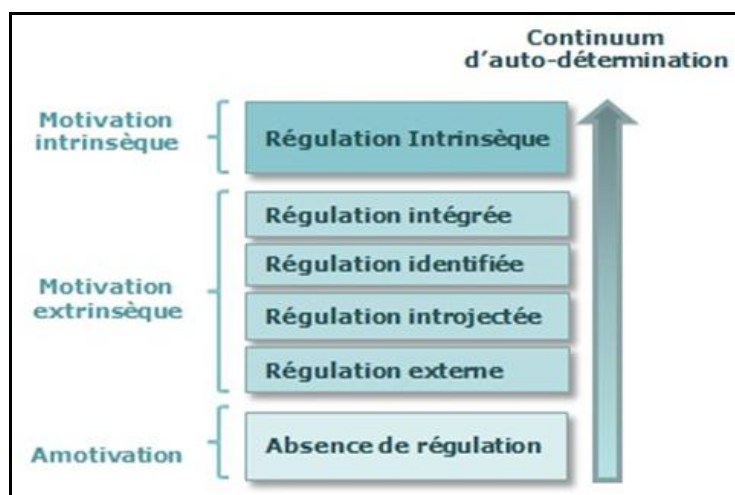 Continuum
d'auto-détermination
Motivation
intrinsèque
Régulation Intrinsèque
Motivation
extrinsèque
Régulation intégrée
Régulation identifiée
Régulation introjectée
Régulation externe
Amotivation
Absence de régulation